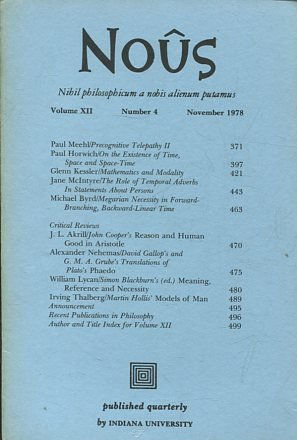 NOÛS
Nihil philosophicum a nobis alienum putamus
Volume XII Number 4 November 1978
Paul Meehl/Precognitive Telepathy II 371
Paul Horwich/On the Existence of Time,
Space and Space-Time 397
Glenn Kessler/Mathematics and Modality 421
Jane McIntyre/The Role of Temporal Adverbs
In Statements About Persons 443
Michael Byrd/Megarian Necessity in Forward-
Branching, Backward-Linear Time 463
Critical Reviews
J. L. Akrill/John Cooper's Reason and Human
Good in Aristotle 470
Alexander Nehemas/David Gallop's and
G. M. A. Grube's Translations of
Plato's Phaedo 475
William Lycan/Simon Blackburn's (ed.) Meaning,
Reference and Necessity 480
Irving Thalberg/Martin Hollis' Models of Man 489
Announcement 495
Recent Publications in Philosophy 496
Author and Title Index for Volume XII 499
published quarterly
by INDIANA UNIVERSITY